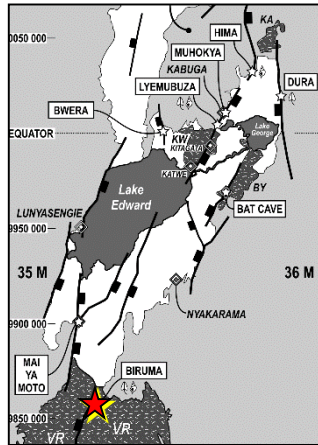 0050 000
HIMA
KA
MUHOKYA
KABUGA
LYEMUBUZA
DURA
BWERA
EQUATOR
KW
KITAGATA
Lake
George
KATWE
Lake
Edward
BY
LUNYASENGIE
9950 000
BAT CAVE
35 M
36 M
NYAKARAMA
9900 000
MAI
YA
MOTO
BIRUMA
VR
VR
9850 000